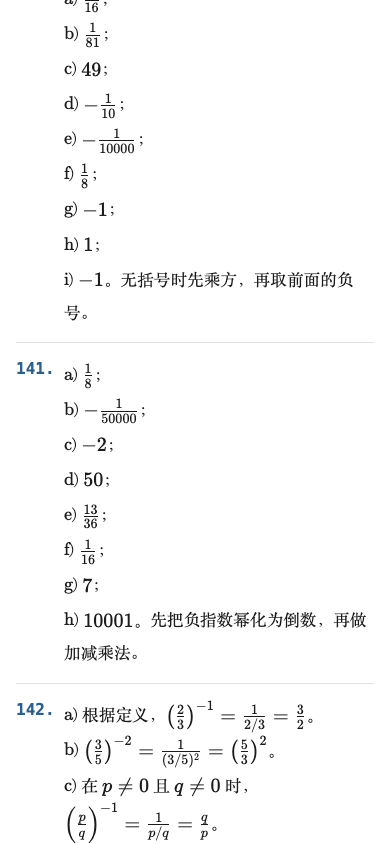 16
b) 1/81;
c) 49;
d) −1/10;
e) −1/10000;
f) 1/8;
g) −1;
h) 1;
i) −1。无括号时先乘方，再取前面的负
号。
141. a) 1/8;
b) −1/50000;
c) −2;
d) 50;
e) 13/36;
f) 1/16;
g) 7;
h) 10001。先把负指数幂化为倒数，再做
加减乘法。
142. a) 根据定义，(2/3)^−1 = 1/(2/3) = 3/2。
b) (3/5)^−2 = 1/(3/5)² = (5/3)²。
c) 在 p ≠ 0 且 q ≠ 0 时，
(p/q)^−1 = 1/(p/q) = q/p。